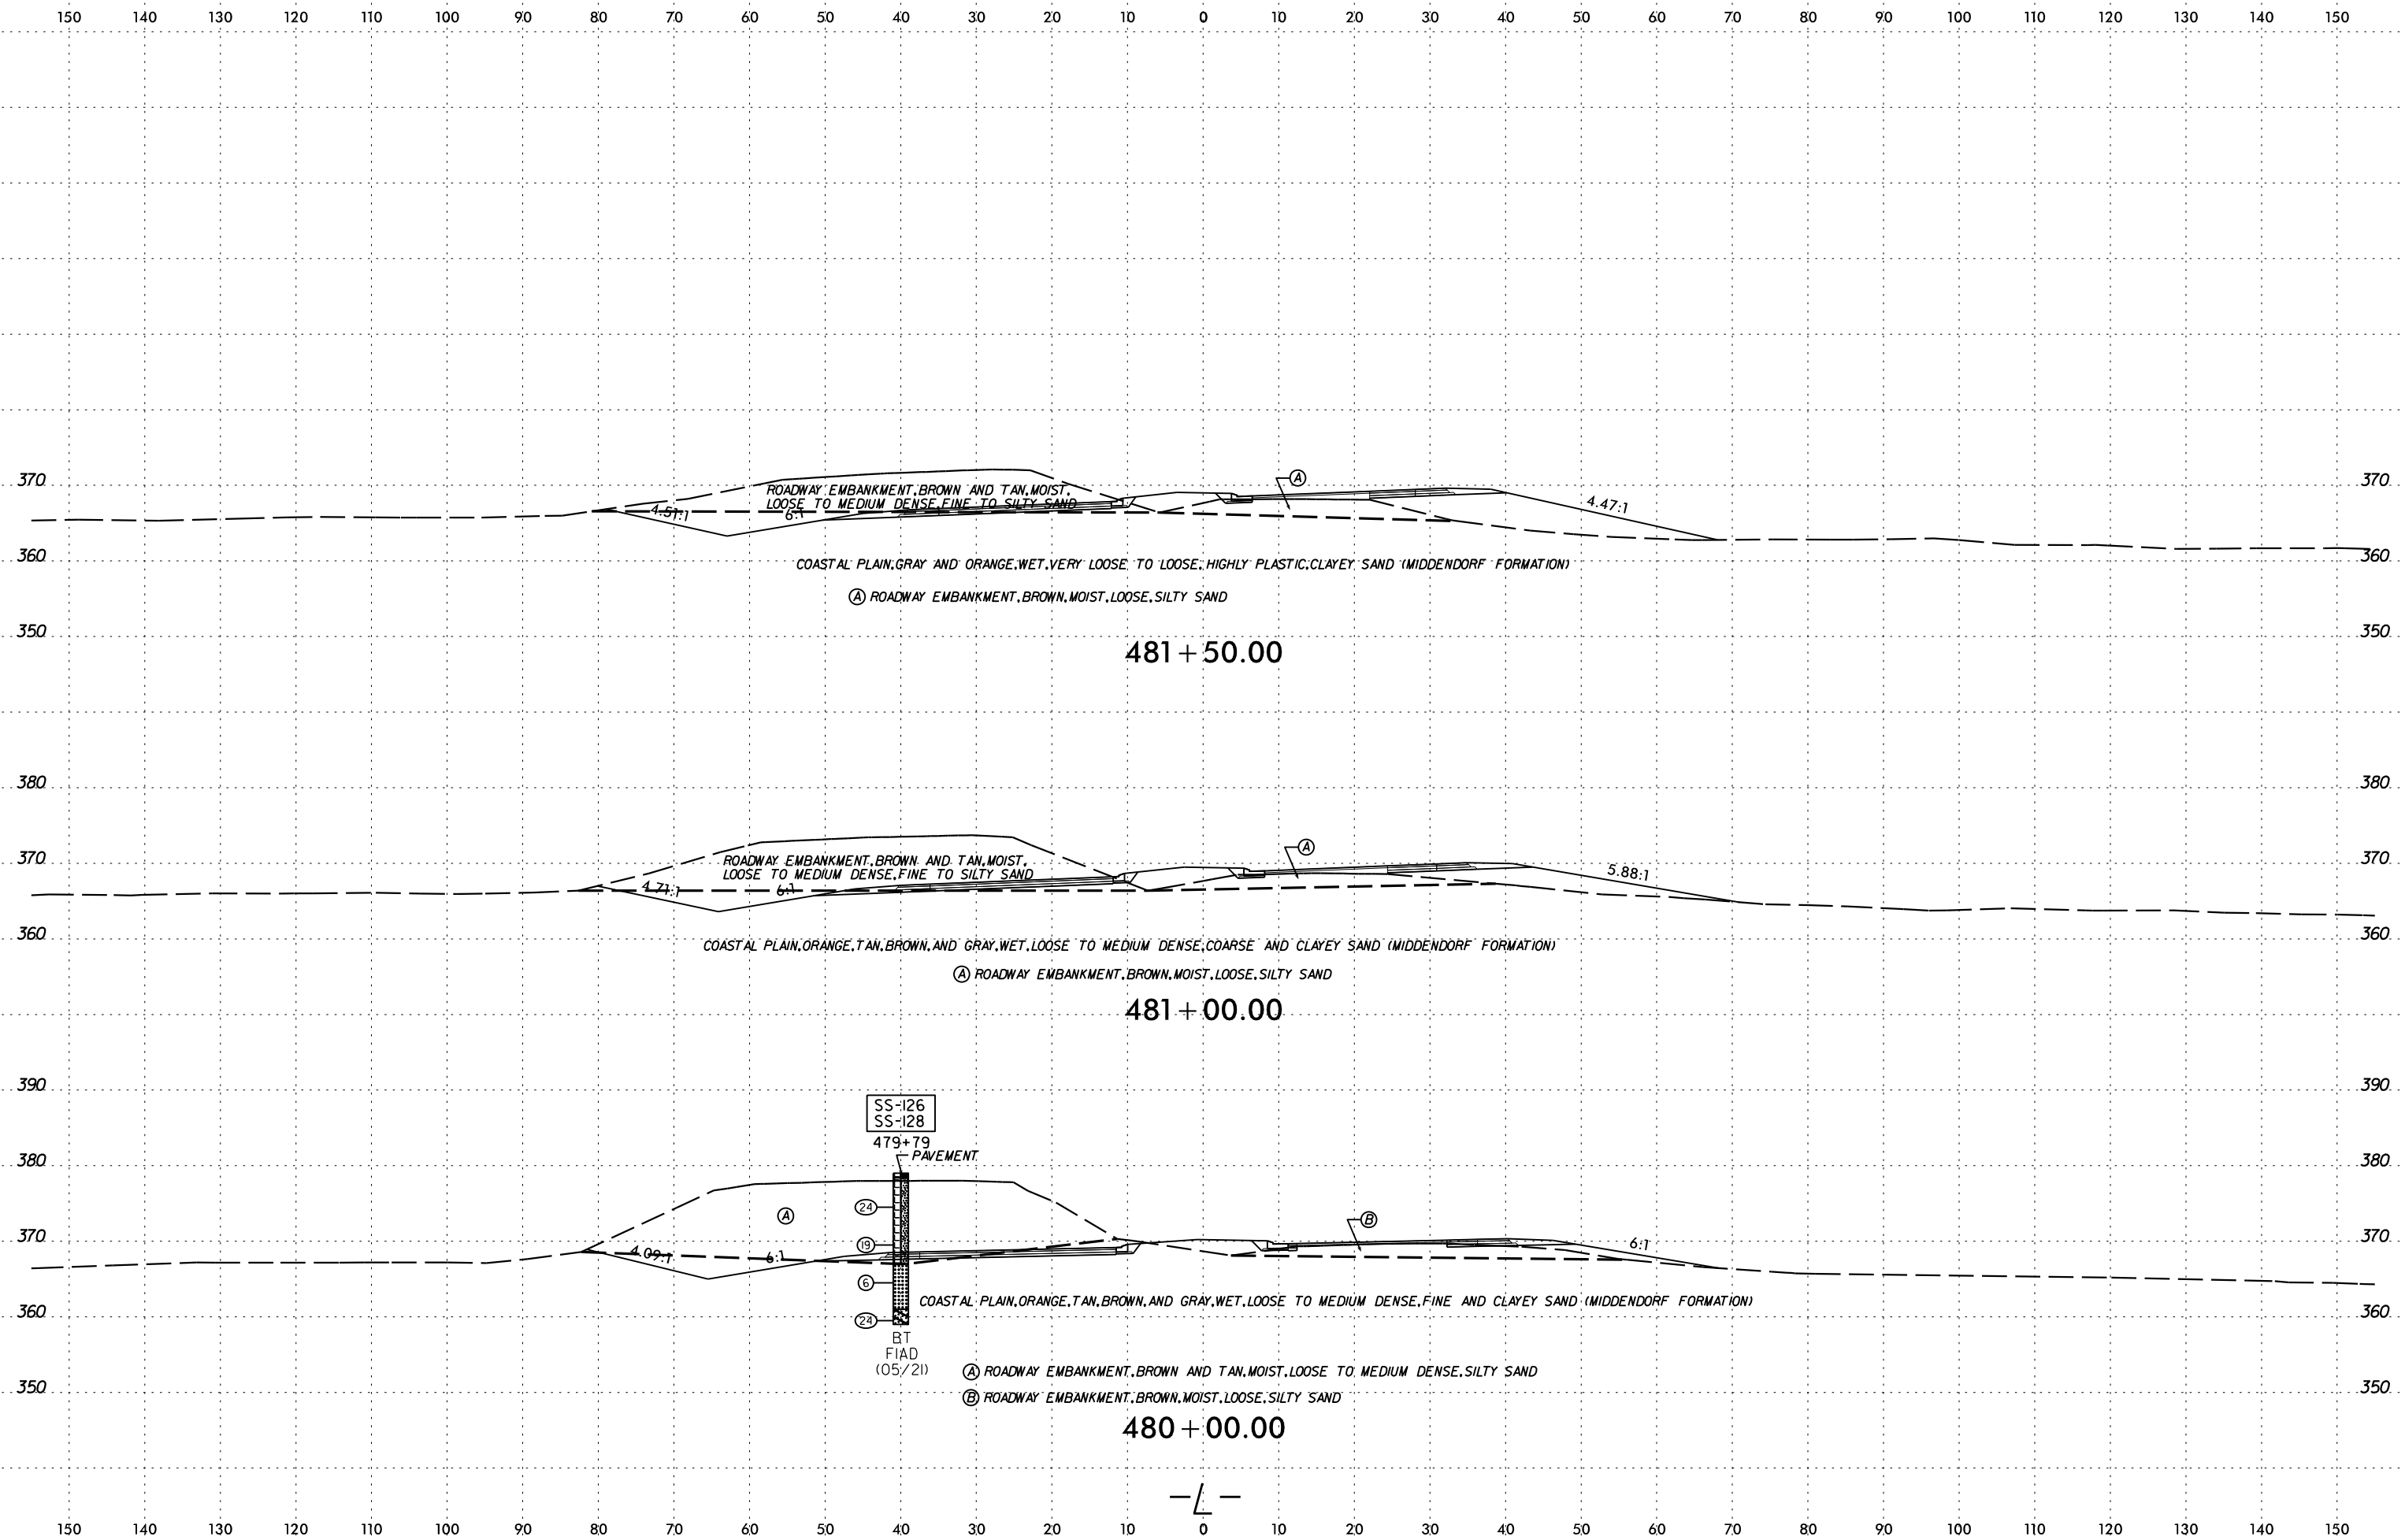 150 140 130 120 110 100 90 80 70 60 50 40 30 20 10 0 10 20 30 40 50 60 70 80 90 100 110 120 130 140 150
370 370
A
ROADWAY EMBANKMENT, BROWN AND TAN, MOIST,
LOOSE TO MEDIUM DENSE, FINE TO SILTY SAND
4.51:1 6:1 4.47:1
360 360
COASTAL PLAIN, GRAY AND ORANGE, WET, VERY LOOSE TO LOOSE, HIGHLY PLASTIC, CLAYEY SAND (MIDDENDORF FORMATION)
A ROADWAY EMBANKMENT, BROWN, MOIST, LOOSE, SILTY SAND
350 350
481+50.00
380 380
A
370 370
ROADWAY EMBANKMENT, BROWN AND TAN, MOIST,
LOOSE TO MEDIUM DENSE, FINE TO SILTY SAND
4.71:1 6:1 5.88:1
360 360
COASTAL PLAIN, ORANGE, TAN, BROWN, AND GRAY, WET, LOOSE TO MEDIUM DENSE, COARSE AND CLAYEY SAND (MIDDENDORF FORMATION)
A ROADWAY EMBANKMENT, BROWN, MOIST, LOOSE, SILTY SAND
481+00.00
390 390
SS-126
SS-128
479+79
PAVEMENT
380 380
24
A B
370 370
19
4.09:1 6:1 6:1
6
COASTAL PLAIN, ORANGE, TAN, BROWN, AND GRAY, WET, LOOSE TO MEDIUM DENSE, FINE AND CLAYEY SAND (MIDDENDORF FORMATION)
360 360
24
BT
FIAD
(05/21)
A ROADWAY EMBANKMENT, BROWN AND TAN, MOIST, LOOSE TO MEDIUM DENSE, SILTY SAND
350 350
B ROADWAY EMBANKMENT, BROWN, MOIST, LOOSE, SILTY SAND
480+00.00
-L-
150 140 130 120 110 100 90 80 70 60 50 40 30 20 10 0 10 20 30 40 50 60 70 80 90 100 110 120 130 140 150